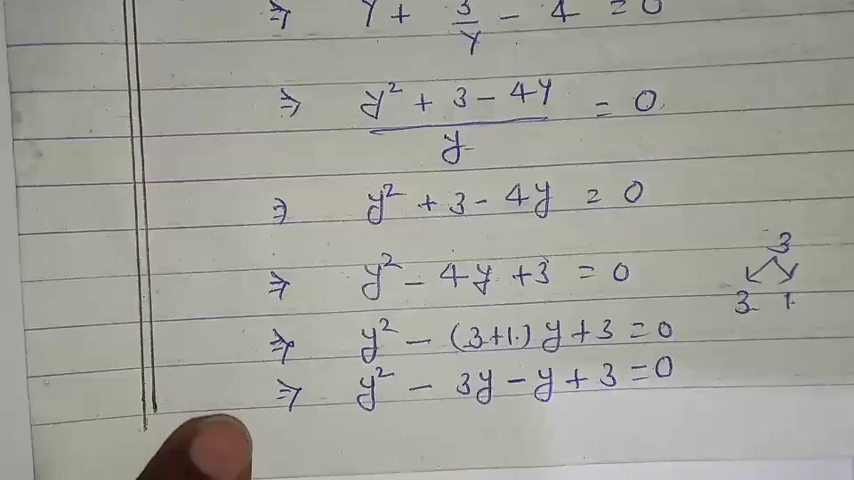 ⇒ y + 3/y - 4 = 0
⇒ y² + 3 - 4y / y = 0
⇒ y² + 3 - 4y = 0
⇒ y² - 4y + 3 = 0
3
3 1
⇒ y² - (3+1) y + 3 = 0
⇒ y² - 3y - y + 3 = 0